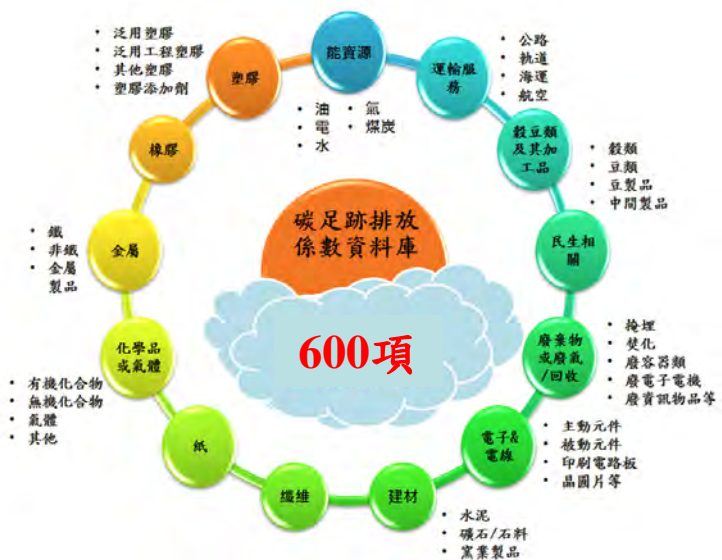 能資源
• 油
• 電
• 水
• 氣
• 煤炭
運輸服
務
• 公路
• 軌道
• 海運
• 航空
穀豆類
及其加
工品
• 穀類
• 豆類
• 豆製品
• 中間製品
民生相
關
廢棄物
或廢氣
/回收
• 掩埋
• 焚化
• 廢容器類
• 廢電子電機
• 廢資訊物品等
電子&
電線
• 主動元件
• 被動元件
• 印刷電路板
• 晶圓片等
建材
• 水泥
• 礦石/石料
• 窯業製品
纖維
紙
化學品
或氣體
• 有機化合物
• 無機化合物
• 氣體
• 其他
金屬
• 鐵
• 非鐵
• 金屬
製品
橡膠
塑膠
• 泛用塑膠
• 泛用工程塑膠
• 其他塑膠
• 塑膠添加劑
碳足跡排放
係數資料庫
600項